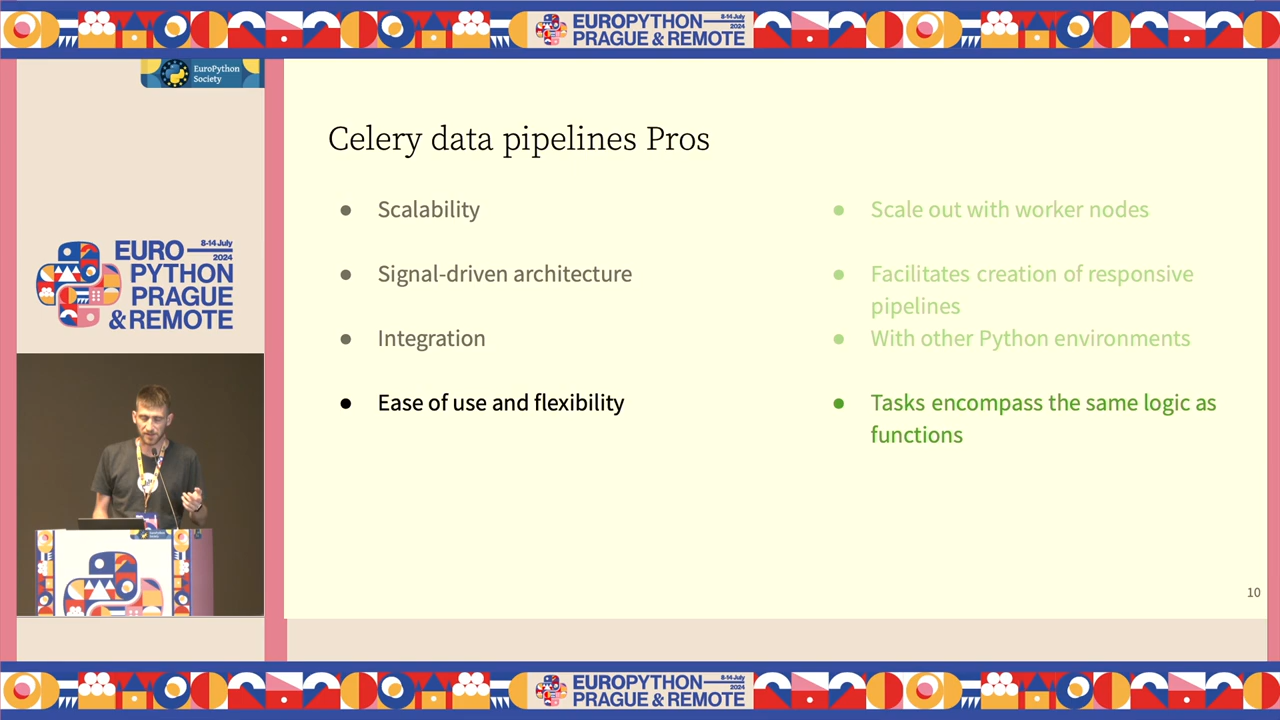 EUROPYTHON
8-14 July
2024
PRAGUE & REMOTE
EuroPython
Society
EURO
8-14 July
2024
PYTHON
PRAGUE
& REMOTE
Celery data pipelines Pros
● Scalability
● Signal-driven architecture
● Integration
● Ease of use and flexibility
● Scale out with worker nodes
● Facilitates creation of responsive
pipelines
● With other Python environments
● Tasks encompass the same logic as
functions
10
EUROPYTHON
8-14 July
2024
PRAGUE & REMOTE